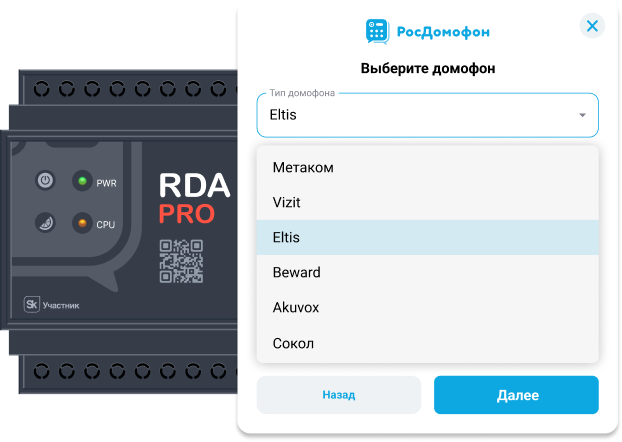 РосДомофон
Выберите домофон
Тип домофона
Eltis
Метаком
Vizit
Eltis
Beward
Akuvox
Сокол
Назад
Далее
PWR
CPU
RDA
PRO
Sk Участник